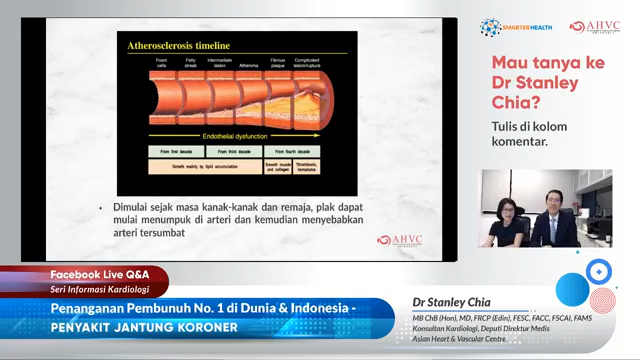 Atherosclerosis timeline
Foam cells
Fatty streak
Intermediate lesion
Atheroma
Fibrous plaque
Complicated lesion/rupture
Endothelial dysfunction
From first decade
From third decade
From fourth decade
Growth mainly by lipid accumulation
Smooth muscle and collagen
Thrombosis, hematoma
• Dimulai sejak masa kanak-kanak dan remaja, plak dapat
mulai menumpuk di arteri dan kemudian menyebabkan
arteri tersumbat
AHVC
SMARTERHEALTH
AHVC
Mau tanya ke
Dr Stanley
Chia?
Tulis di kolom
komentar.
Facebook Live Q&A
Seri Informasi Kardiologi
Penanganan Pembunuh No. 1 di Dunia & Indonesia -
PENYAKIT JANTUNG KORONER
Dr Stanley Chia
MB ChB (Hon), MD, FRCP (Edin), FESC, FACC, FSCAI, FAMS
Konsultan Kardiologi, Deputi Direktur Medis
Asian Heart & Vascular Centre